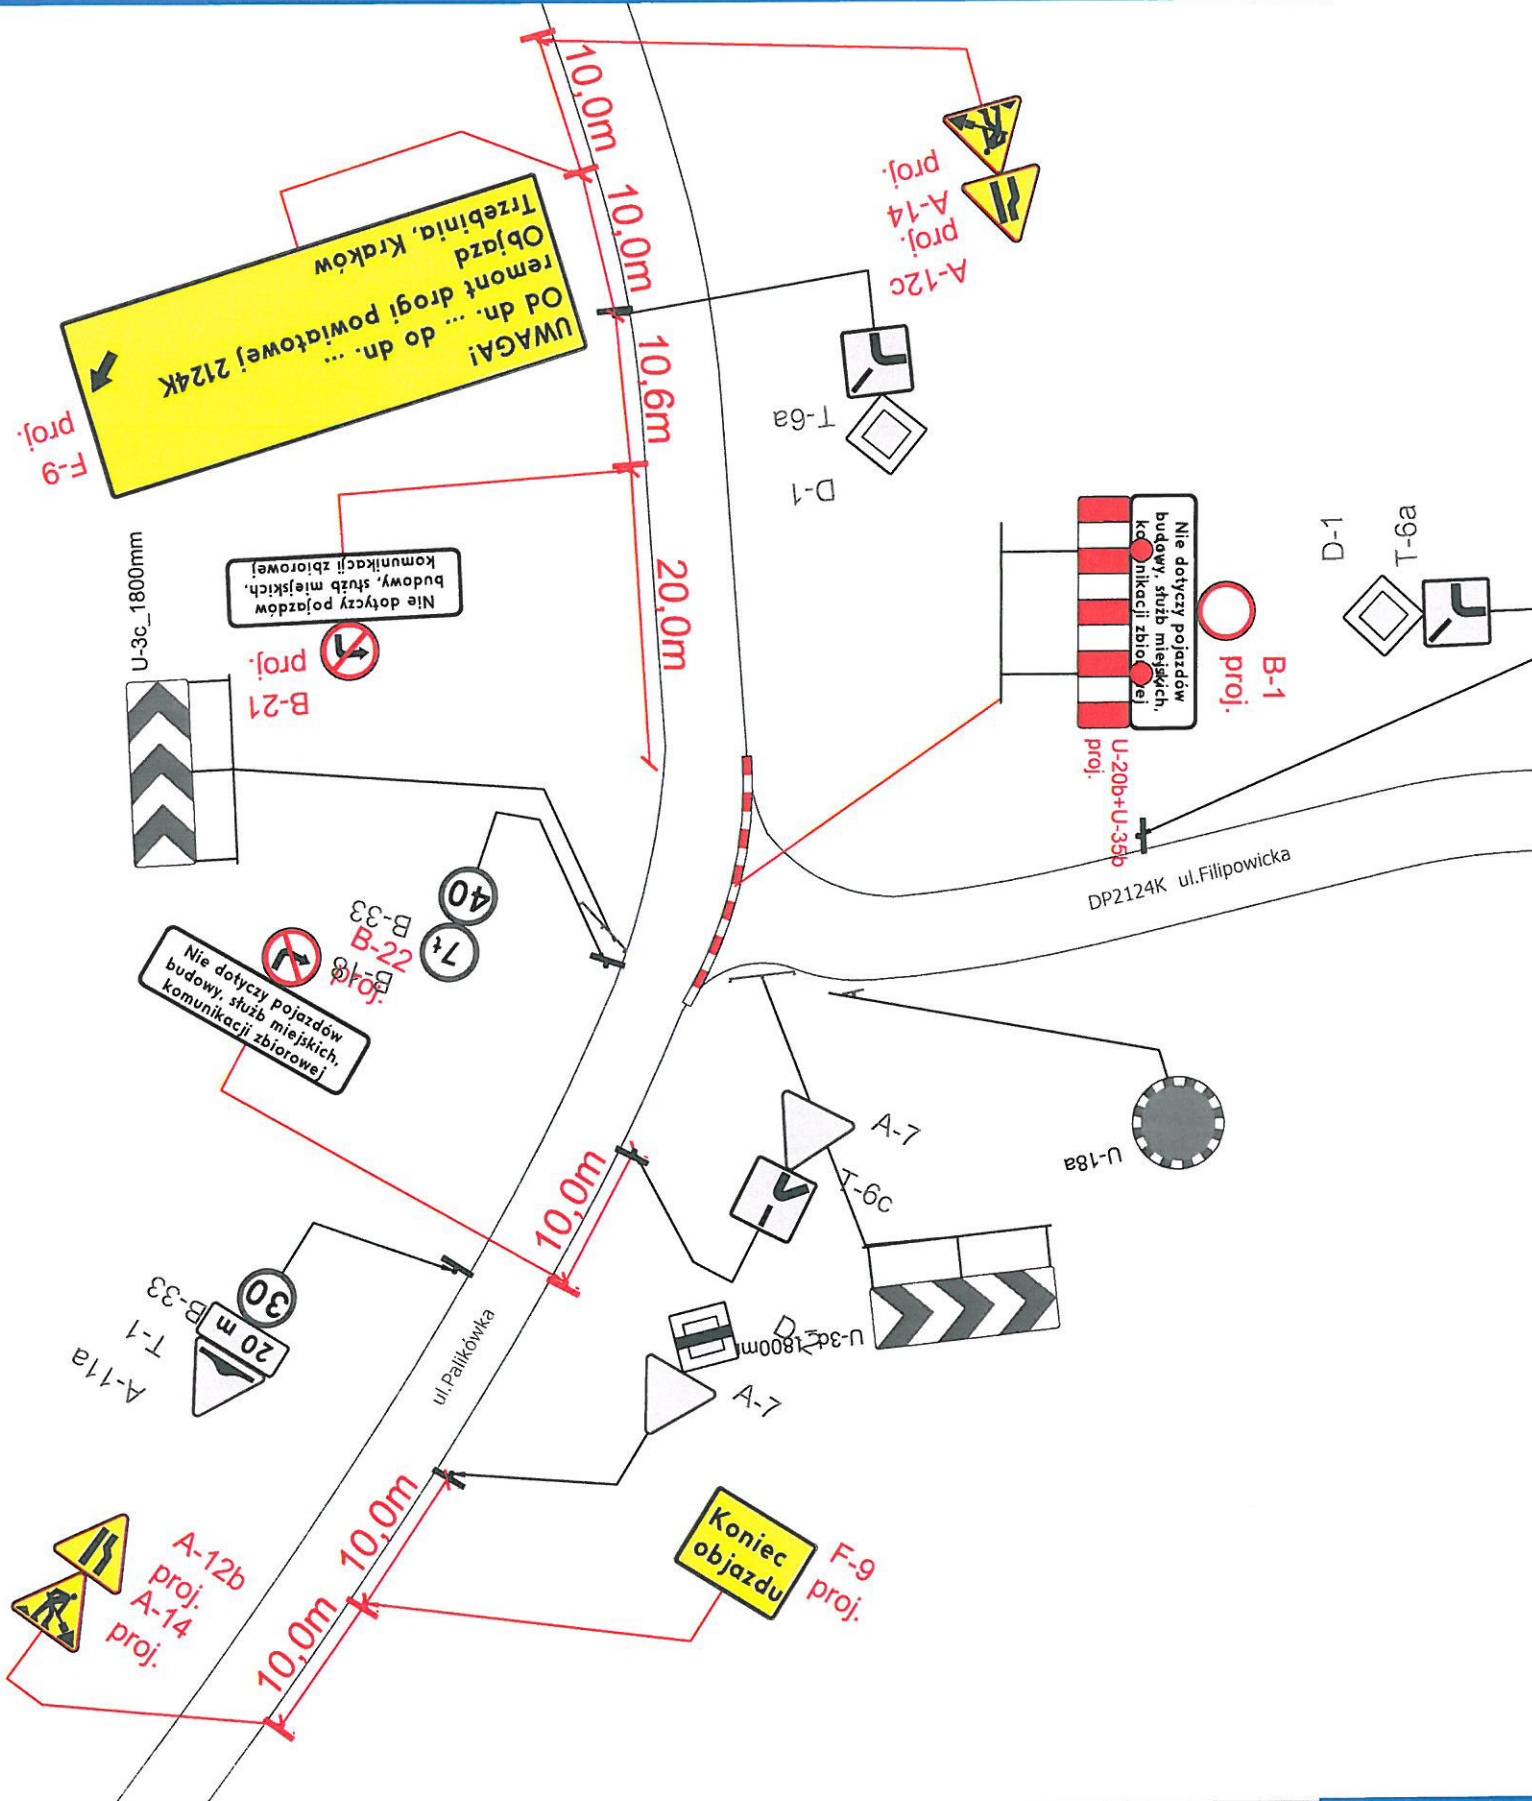 10,0m
10,0m
10,6m
20,0m
proj.
A-14
proj.
A-12c
UWAGA!
Od dn. ... do dn. ...
remont drogi powiatowej 2124K
Objazd
Trzebinia, Kraków
F-9
proj.
T-6a
D-1
Nie dotyczy pojazdów
budowy, służb miejskich,
komunikacji zbiorowej
B-21
proj.
U-3c_1800mm
Nie dotyczy pojazdów
budowy, służb miejskich,
B-1
proj.
U-20b+U-35b
proj.
D-1
T-6a
DP2124K ul.Filipowicka
40
7t
B-33
B-22
proj.
B-18
Nie dotyczy pojazdów
budowy, służb miejskich,
komunikacji zbiorowej
10,0m
A-7
T-6c
U-18a
30
20 m
B-33
T-1
A-11a
ul.Palikówka
U-3d_1800mm
A-7
10,0m
10,0m
Koniec
objazdu
F-9
proj.
A-12b
proj.
A-14
proj.